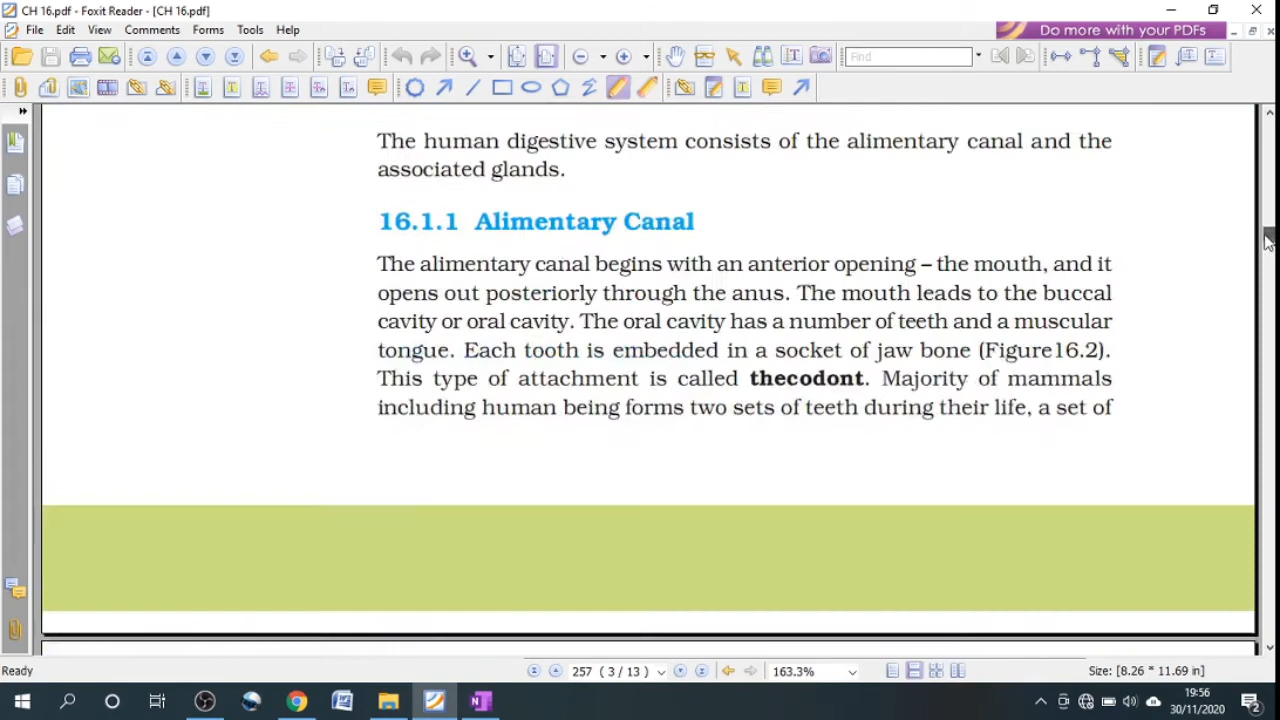 CH 16.pdf - Foxit Reader - [CH 16.pdf]
File Edit View Comments Forms Tools Help
Do more with your PDFs
Find
The human digestive system consists of the alimentary canal and the
associated glands.
16.1.1 Alimentary Canal
The alimentary canal begins with an anterior opening – the mouth, and it
opens out posteriorly through the anus. The mouth leads to the buccal
cavity or oral cavity. The oral cavity has a number of teeth and a muscular
tongue. Each tooth is embedded in a socket of jaw bone (Figure16.2).
This type of attachment is called thecodont. Majority of mammals
including human being forms two sets of teeth during their life, a set of
Ready
257 ( 3 / 13 )
163.3%
Size: [8.26 * 11.69 in]
19:56
30/11/2020
2